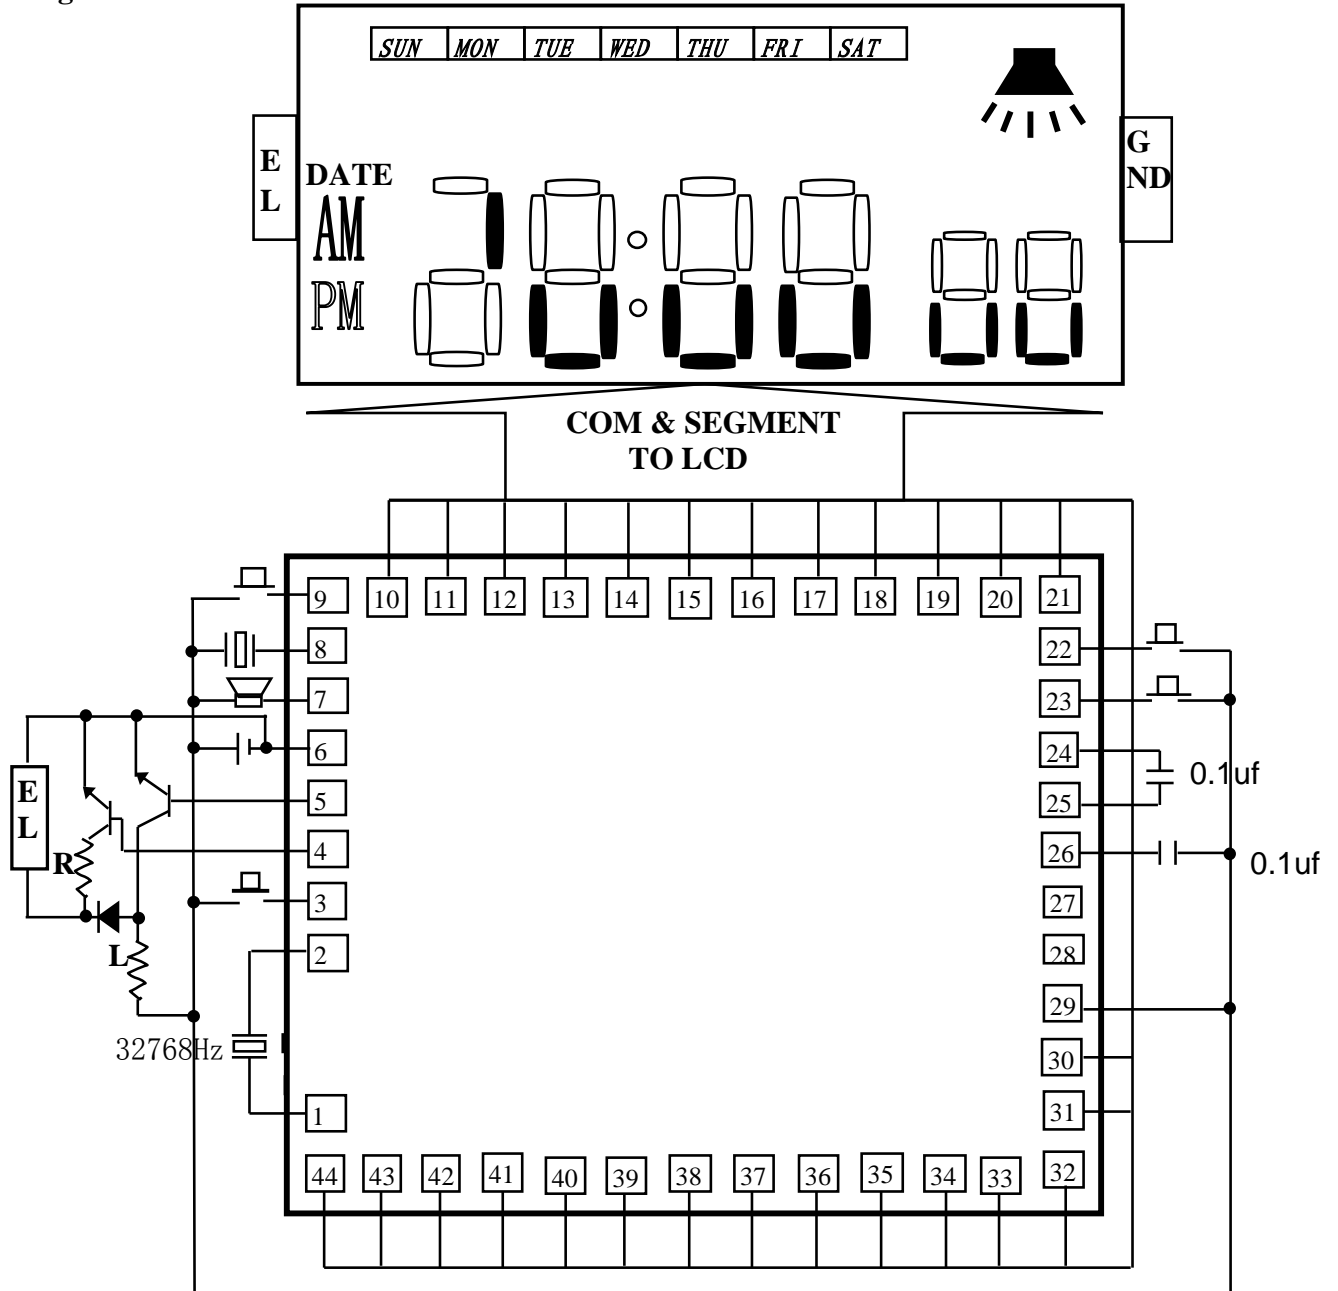 g
SUN MON TUE WED THU FRI SAT
E
L
G
ND
DATE
AM
PM
COM & SEGMENT
TO LCD
9 10 11 12 13 14 15 16 17 18 19 20 21
8 22
7 23
6 24
0.1uf
E
L
5 25
4 26
R
0.1uf
3 27
2 28
L
29
32768Hz
30
1 31
44 43 42 41 40 39 38 37 36 35 34 33 32